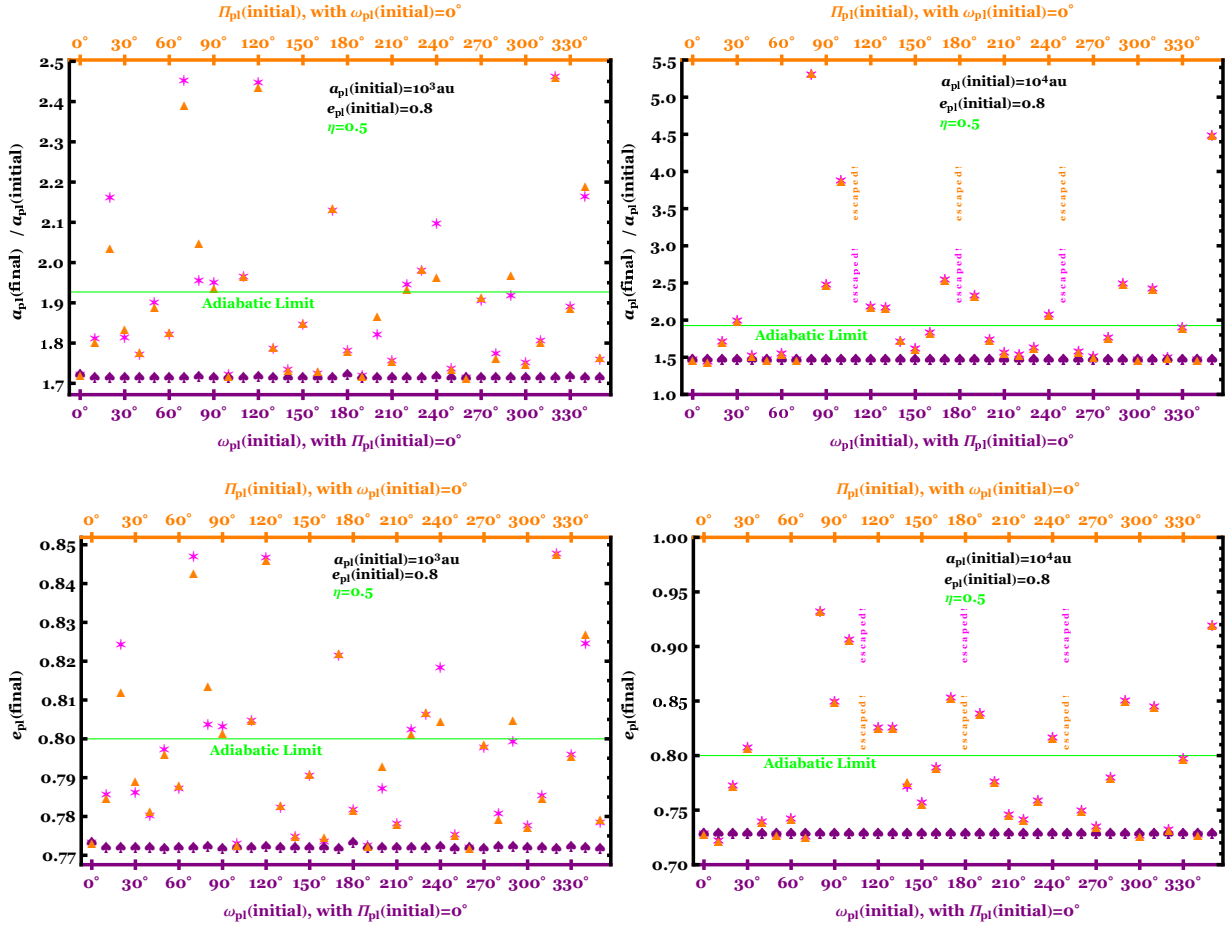 Π_pl(initial), with ω_pl(initial)=0°
0° 30° 60° 90° 120° 150° 180° 210° 240° 270° 300° 330°
2.5
2.4
2.3
2.2
2.1
2.0
1.9
1.8
1.7
a_pl(final) / a_pl(initial)
a_pl(initial)=10³au
e_pl(initial)=0.8
η=0.5
Adiabatic Limit
0° 30° 60° 90° 120° 150° 180° 210° 240° 270° 300° 330°
ω_pl(initial), with Π_pl(initial)=0°
Π_pl(initial), with ω_pl(initial)=0°
0° 30° 60° 90° 120° 150° 180° 210° 240° 270° 300° 330°
5.5
5.0
4.5
4.0
3.5
3.0
2.5
2.0
1.5
1.0
a_pl(final) / a_pl(initial)
a_pl(initial)=10⁴au
e_pl(initial)=0.8
η=0.5
escaped! escaped! escaped!
escaped! escaped! escaped!
Adiabatic Limit
0° 30° 60° 90° 120° 150° 180° 210° 240° 270° 300° 330°
ω_pl(initial), with Π_pl(initial)=0°
Π_pl(initial), with ω_pl(initial)=0°
0° 30° 60° 90° 120° 150° 180° 210° 240° 270° 300° 330°
0.85
0.84
0.83
0.82
0.81
0.80
0.79
0.78
0.77
e_pl(final)
a_pl(initial)=10³au
e_pl(initial)=0.8
η=0.5
Adiabatic Limit
0° 30° 60° 90° 120° 150° 180° 210° 240° 270° 300° 330°
ω_pl(initial), with Π_pl(initial)=0°
Π_pl(initial), with ω_pl(initial)=0°
0° 30° 60° 90° 120° 150° 180° 210° 240° 270° 300° 330°
1.00
0.95
0.90
0.85
0.80
0.75
0.70
e_pl(final)
a_pl(initial)=10⁴au
e_pl(initial)=0.8
η=0.5
escaped! escaped! escaped!
escaped! escaped! escaped!
Adiabatic Limit
0° 30° 60° 90° 120° 150° 180° 210° 240° 270° 300° 330°
ω_pl(initial), with Π_pl(initial)=0°